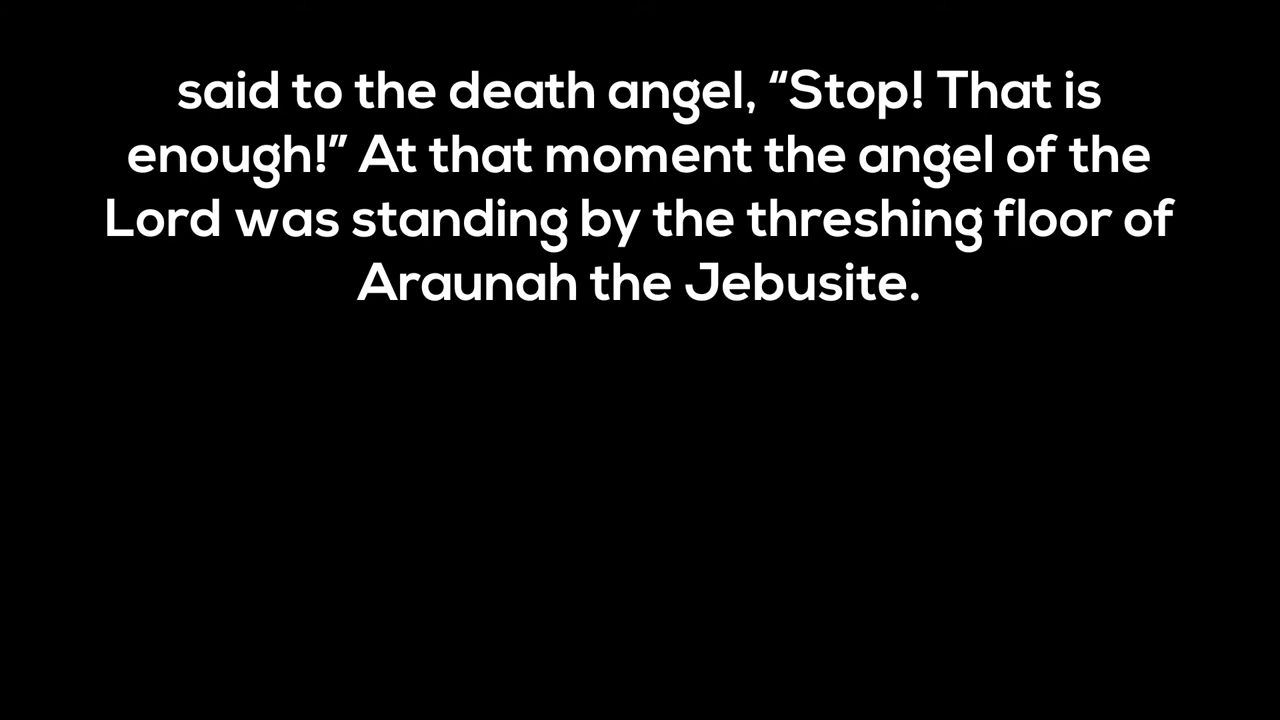 said to the death angel, “Stop! That is
enough!” At that moment the angel of the
Lord was standing by the threshing floor of
Araunah the Jebusite.